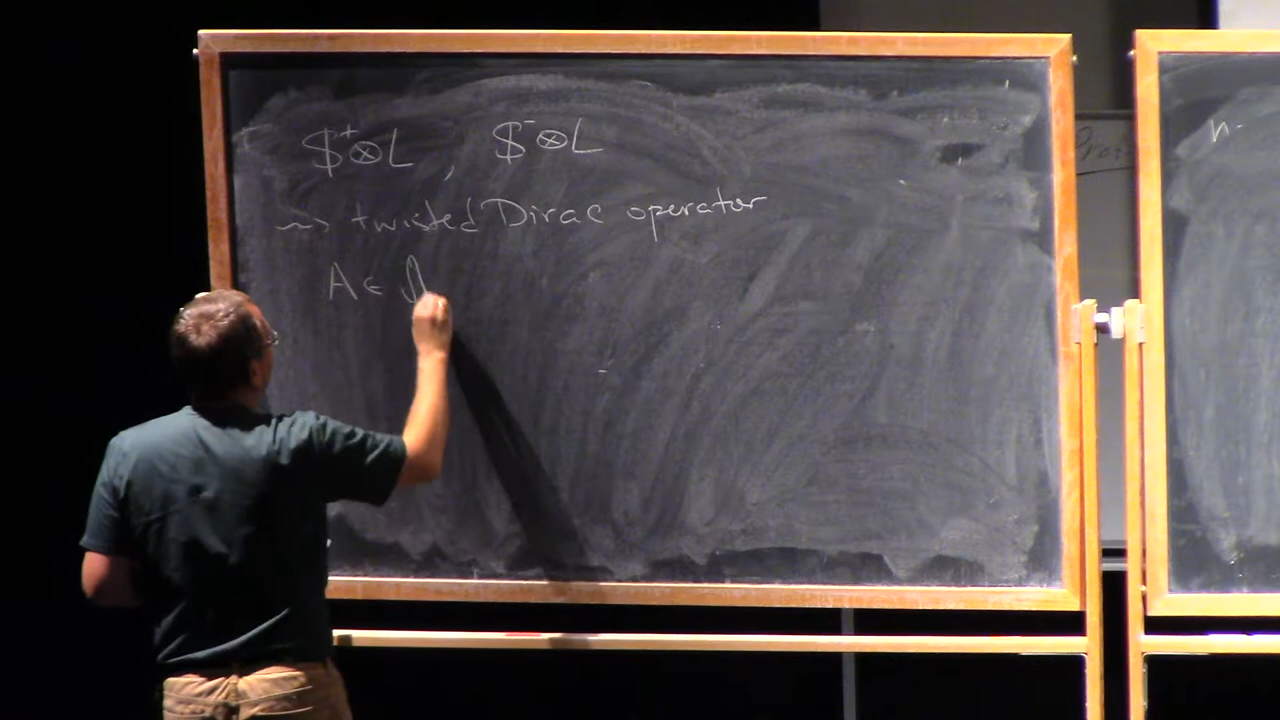 $⁺⊗L , $⁻⊗L
⇝ twisted Dirac operator
A ∈ Ω
n-